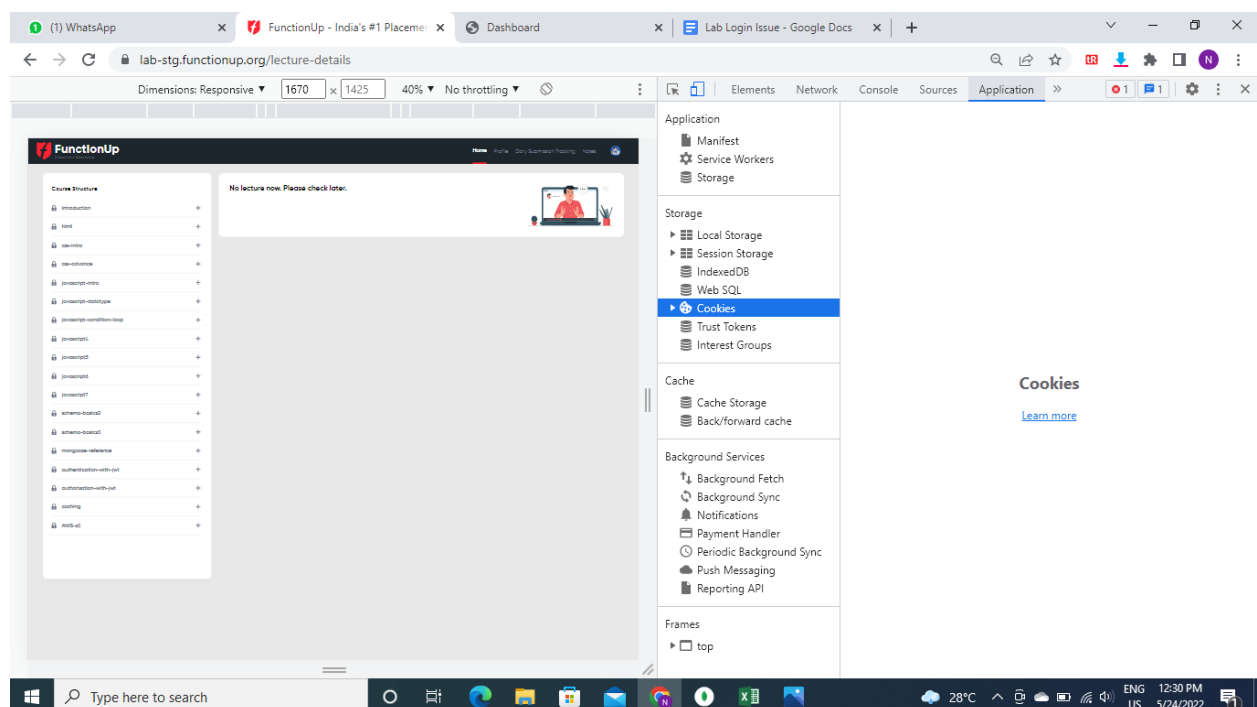 (1) WhatsApp
FunctionUp - India's #1 Placemen
Dashboard
Lab Login Issue - Google Docs
lab-stg.functionup.org/lecture-details
N
Dimensions: Responsive ▼ 1670 × 1425 40% ▼ No throttling ▼
Elements Network Console Sources Application » 1 1
FunctionUp
Home Profile Daily Submission Tracking Notes
Course Structure
introduction +
html +
css-intro +
css-advance +
javascript-intro +
javascript-datatype +
javascript-condition-loop +
javascript4 +
javascript5 +
javascript6 +
javascript7 +
schema-basics2 +
schema-basics3 +
mongoose-reference +
authentication-with-jwt +
authorisation-with-jwt +
caching +
AWS-s3 +
No lecture now. Please check later.
Application
Manifest
Service Workers
Storage
Storage
Local Storage
Session Storage
IndexedDB
Web SQL
Cookies
Trust Tokens
Interest Groups
Cache
Cache Storage
Back/forward cache
Background Services
Background Fetch
Background Sync
Notifications
Payment Handler
Periodic Background Sync
Push Messaging
Reporting API
Frames
top
Cookies
Learn more
Type here to search
28°C
ENG
US
12:30 PM
5/24/2022